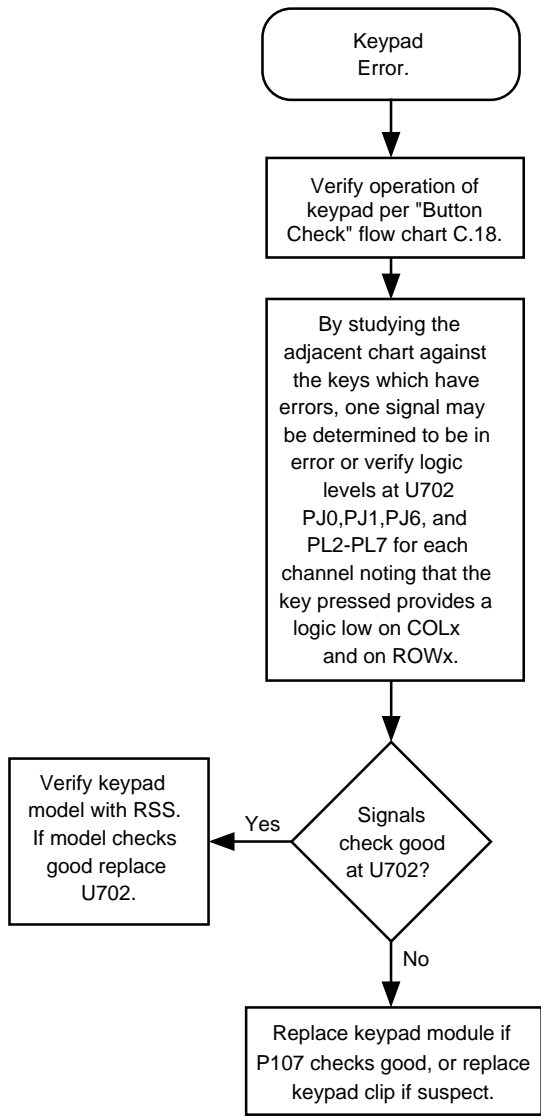 Keypad
Error.
Verify operation of
keypad per "Button
Check" flow chart C.18.
By studying the
adjacent chart against
the keys which have
errors, one signal may
be determined to be in
error or verify logic
levels at U702
PJ0,PJ1,PJ6, and
PL2-PL7 for each
channel noting that the
key pressed provides a
logic low on COLx
and on ROWx.
Signals
check good
at U702?
Yes
Verify keypad
model with RSS.
If model checks
good replace
U702.
No
Replace keypad module if
P107 checks good, or replace
keypad clip if suspect.